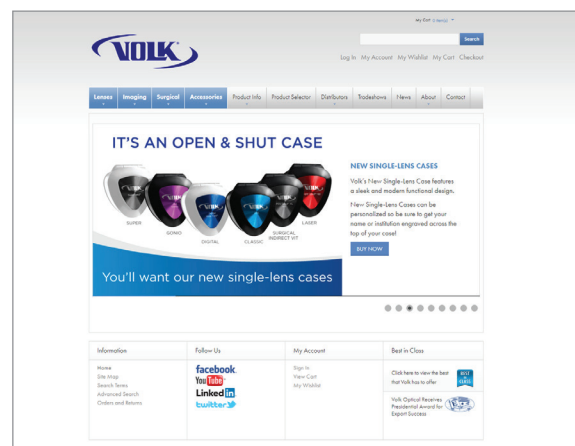 My Cart (0 items)
Search
VOLK
Log In My Account My Wishlist My Cart Checkout
Lenses Imaging Surgical Accessories Product Info Product Selector Distributors Tradeshows News About Contact
IT'S AN OPEN & SHUT CASE
SUPER
SONIO
DIGITAL
CLASSIC
SURGICAL
INDIRECT VIT
LASER
You'll want our new single-lens cases
NEW SINGLE-LENS CASES
Volk's New Single-Lens Case features
a sleek and modern functional design.
New Single-Lens Cases can be
personalized so be sure to get your
name or institution engraved across the
top of your case!
BUY NOW
Information
Home
Site Map
Search Terms
Advanced Search
Orders and Returns
Follow Us
facebook
YouTube
Linked in
twitter
My Account
Sign In
View Cart
My Wishlist
Best in Class
Click here to view the best
that Volk has to offer
BEST
IN
CLASS
Volk Optical Receives
Presidential Award for
Export Success